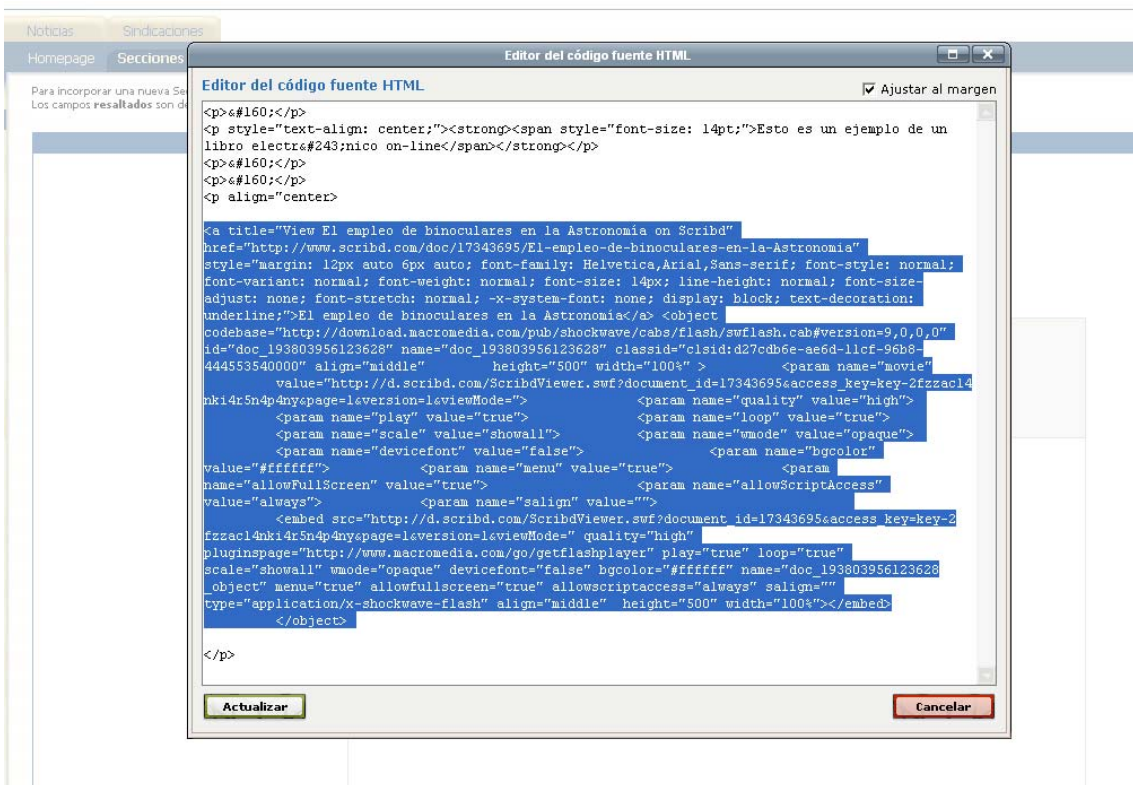 Noticias Sindicaciones
Homepage Secciones
Editor del código fuente HTML
Para incorporar una nueva Se
Los campos resaltados son de
Editor del código fuente HTML
Ajustar al margen
<p>&#160;</p>
<p style="text-align: center;"><strong><span style="font-size: 14pt;">Esto es un ejemplo de un
libro electr&#243;nico on-line</span></strong></p>
<p>&#160;</p>
<p>&#160;</p>
<p align="center>
<a title="View El empleo de binoculares en la Astronomía on Scribd"
href="http://www.scribd.com/doc/17343695/El-empleo-de-binoculares-en-la-Astronomia"
style="margin: 12px auto 6px auto; font-family: Helvetica,Arial,Sans-serif; font-style: normal;
font-variant: normal; font-weight: normal; font-size: 14px; line-height: normal; font-size-
adjust: none; font-stretch: normal; -x-system-font: none; display: block; text-decoration:
underline;">El empleo de binoculares en la Astronomía</a> <object
codebase="http://download.macromedia.com/pub/shockwave/cabs/flash/swflash.cab#version=9,0,0,0"
id="doc_193803956123628" name="doc_193803956123628" classid="clsid:d27cdb6e-ae6d-11cf-96b8-
444553540000" align="middle" height="500" width="100%" > <param name="movie"
value="http://d.scribd.com/ScribdViewer.swf?document_id=17343695&access_key=key-2fzzac14
nki4r5n4p4ny&page=1&version=1&viewMode="> <param name="quality" value="high">
<param name="play" value="true"> <param name="loop" value="true">
<param name="scale" value="showall"> <param name="wmode" value="opaque">
<param name="devicefont" value="false"> <param name="bgcolor"
value="#ffffff"> <param name="menu" value="true"> <param
name="allowFullScreen" value="true"> <param name="allowScriptAccess"
value="always"> <param name="salign" value="">
<embed src="http://d.scribd.com/ScribdViewer.swf?document_id=17343695&access_key=key-2
fzzac14nki4r5n4p4ny&page=1&version=1&viewMode=" quality="high"
pluginspage="http://www.macromedia.com/go/getflashplayer" play="true" loop="true"
scale="showall" wmode="opaque" devicefont="false" bgcolor="#ffffff" name="doc_193803956123628
_object" menu="true" allowfullscreen="true" allowscriptaccess="always" salign=""
type="application/x-shockwave-flash" align="middle" height="500" width="100%"></embed>
</object>
</p>
Actualizar
Cancelar